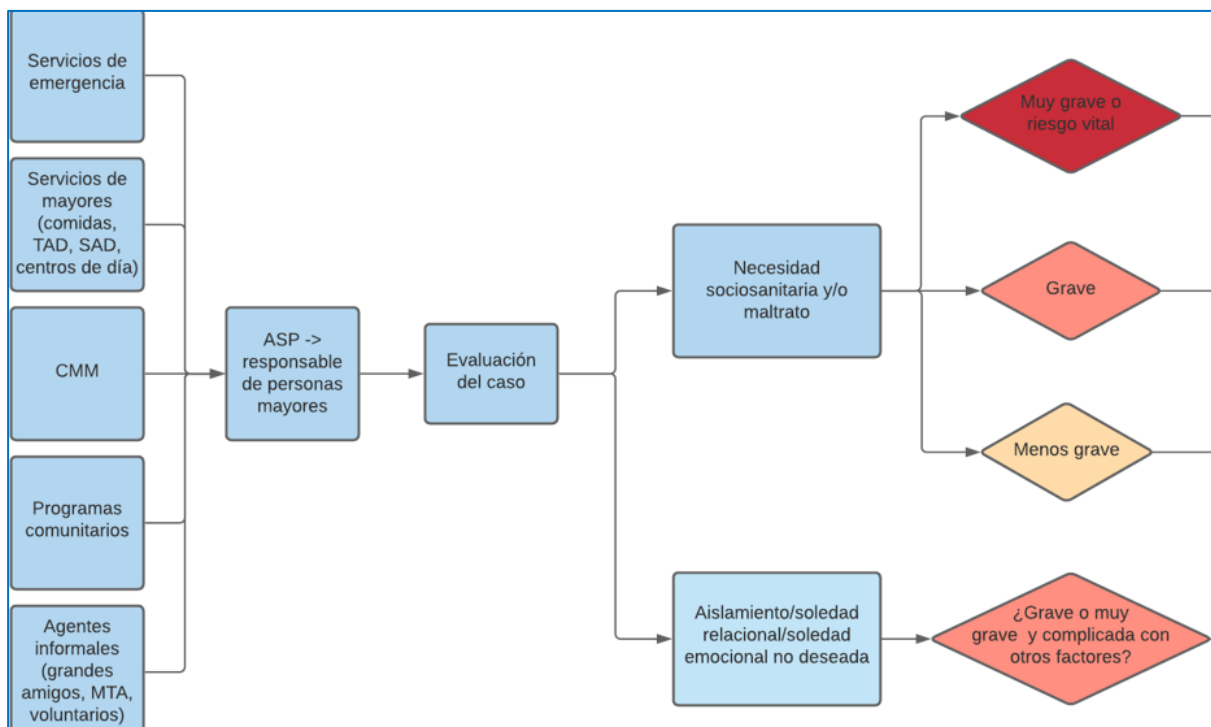 Servicios de
emergencia
Servicios de
mayores
(comidas,
TAD, SAD,
centros de día)
CMM
Programas
comunitarios
Agentes
informales
(grandes
amigos, MTA,
voluntarios)
ASP ->
responsable
de personas
mayores
Evaluación
del caso
Necesidad
sociosanitaria y/o
maltrato
Aislamiento/soledad
relacional/soledad
emocional no deseada
Muy grave o
riesgo vital
Grave
Menos grave
¿Grave o muy
grave y complicada con
otros factores?